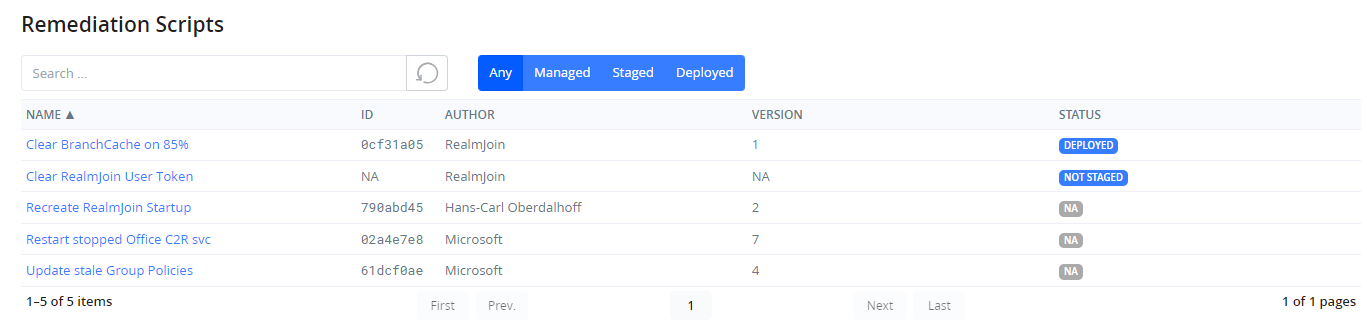 Remediation Scripts
Search ...
Any Managed Staged Deployed
NAME ▲ ID AUTHOR VERSION STATUS
Clear BranchCache on 85% 0cf31a05 RealmJoin 1 DEPLOYED
Clear RealmJoin User Token NA RealmJoin NA NOT STAGED
Recreate RealmJoin Startup 790abd45 Hans-Carl Oberdalhoff 2 NA
Restart stopped Office C2R svc 02a4e7e8 Microsoft 7 NA
Update stale Group Policies 61dcf0ae Microsoft 4 NA
1–5 of 5 items First Prev. 1 Next Last 1 of 1 pages